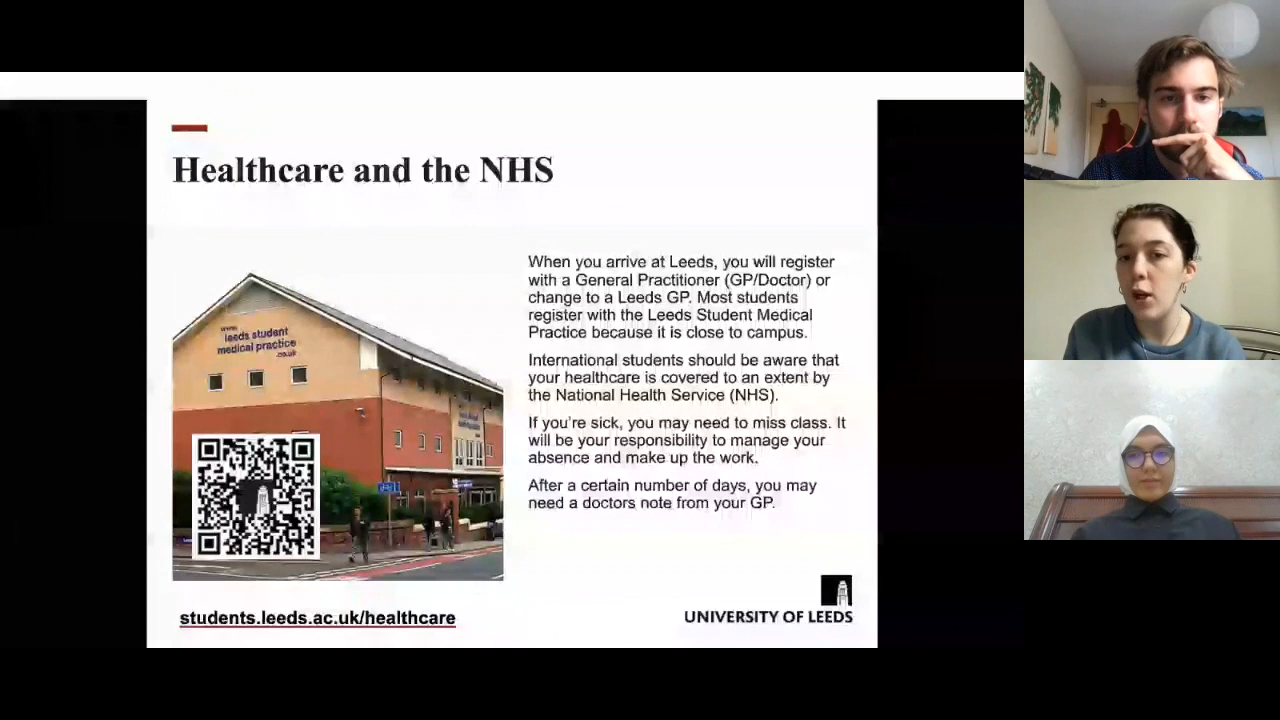 Healthcare and the NHS
www.
leeds student
medical practice
.co.uk
When you arrive at Leeds, you will register
with a General Practitioner (GP/Doctor) or
change to a Leeds GP. Most students
register with the Leeds Student Medical
Practice because it is close to campus.
International students should be aware that
your healthcare is covered to an extent by
the National Health Service (NHS).
If you're sick, you may need to miss class. It
will be your responsibility to manage your
absence and make up the work.
After a certain number of days, you may
need a doctors note from your GP.
students.leeds.ac.uk/healthcare
UNIVERSITY OF LEEDS